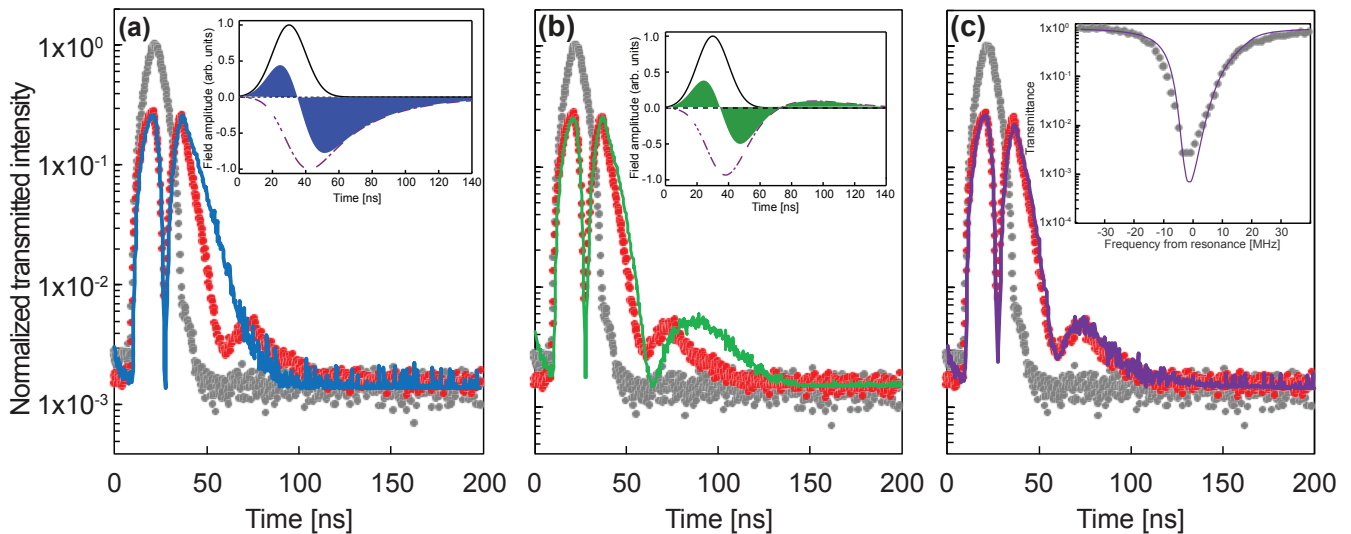 Normalized transmitted intensity
1x10⁰
1x10⁻¹
1x10⁻²
1x10⁻³
(a)
Field amplitude (arb. units)
1.0
0.5
0.0
-0.5
-1.0
0 20 40 60 80 100 120 140
Time [ns]
0 50 100 150 200
Time [ns]
(b)
Field amplitude (arb. units)
1.0
0.5
0.0
-0.5
-1.0
0 20 40 60 80 100 120 140
Time [ns]
0 50 100 150 200
Time [ns]
(c)
Transmittance
1x10⁰
1x10⁻¹
1x10⁻²
1x10⁻³
1x10⁻⁴
-30 -20 -10 0 10 20 30
Frequency from resonance [MHz]
0 50 100 150 200
Time [ns]